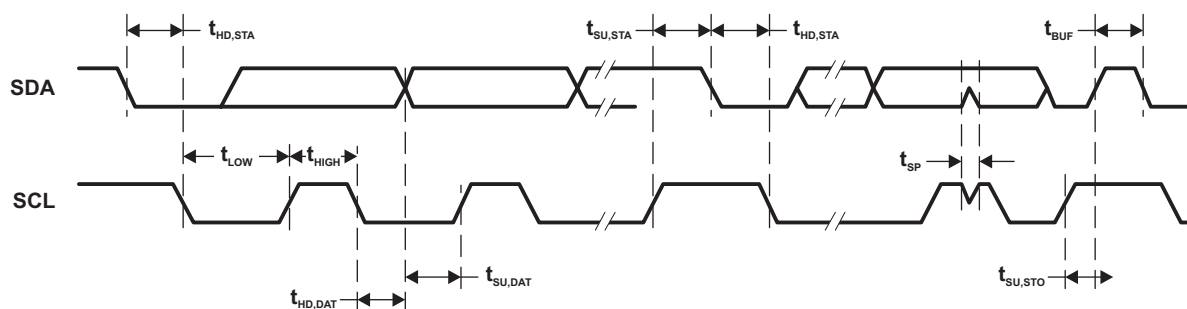 tHD,STA
tSU,STA
tHD,STA
tBUF
SDA
tLOW
tHIGH
tSP
SCL
tSU,DAT
tSU,STO
tHD,DAT